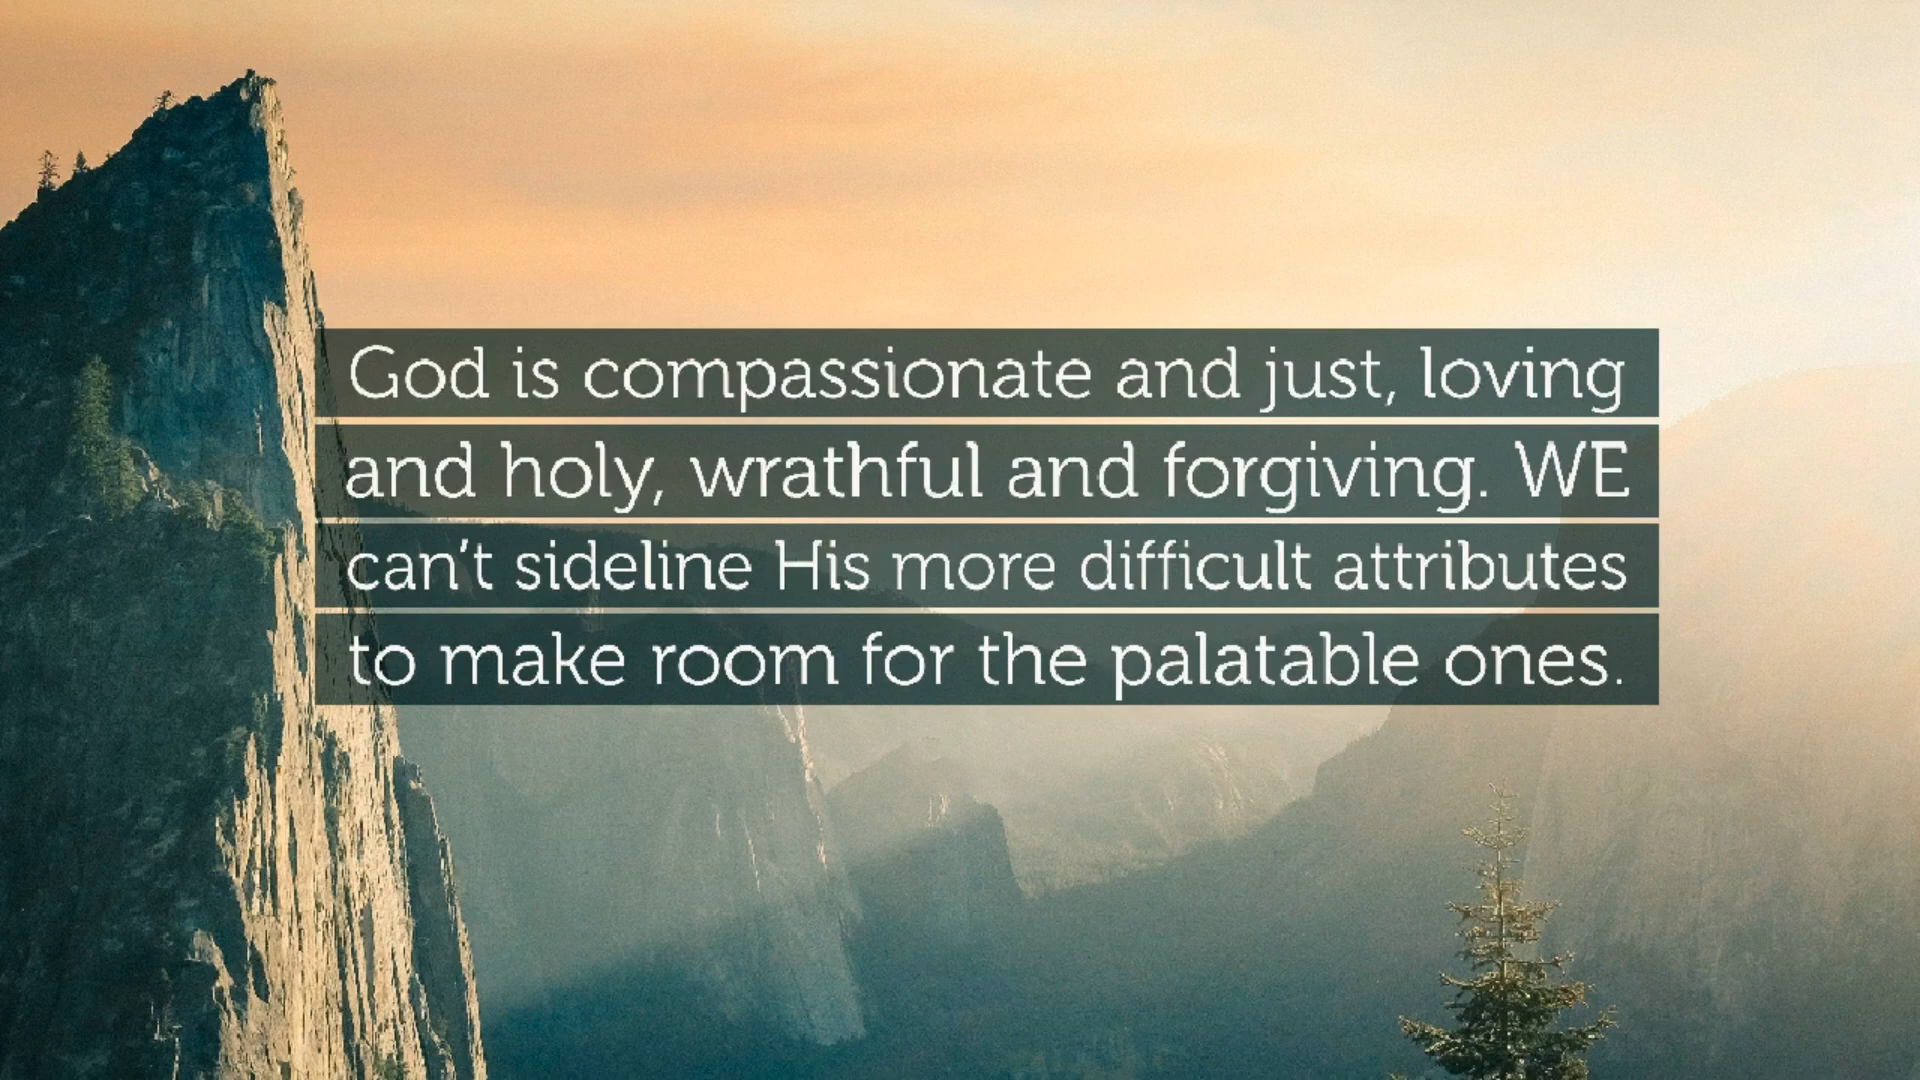 God is compassionate and just, loving
and holy, wrathful and forgiving. WE
can’t sideline His more difficult attributes
to make room for the palatable ones.